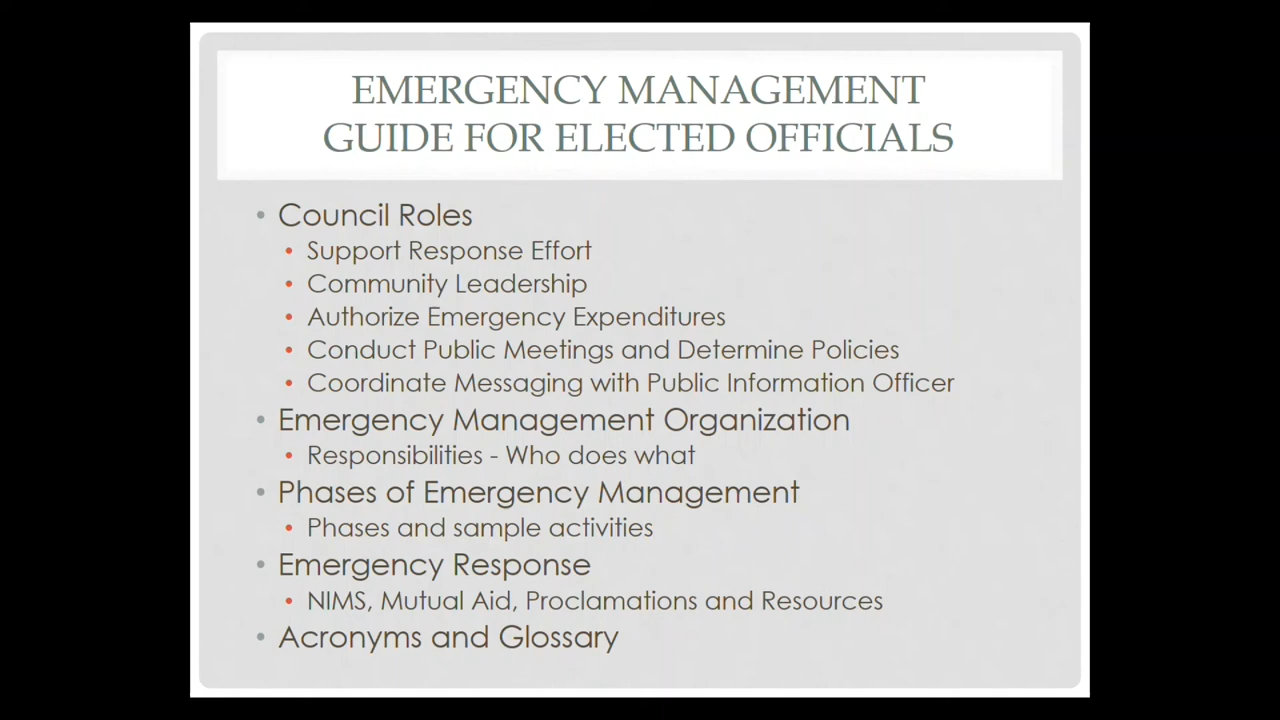 EMERGENCY MANAGEMENT
GUIDE FOR ELECTED OFFICIALS
• Council Roles
• Support Response Effort
• Community Leadership
• Authorize Emergency Expenditures
• Conduct Public Meetings and Determine Policies
• Coordinate Messaging with Public Information Officer
• Emergency Management Organization
• Responsibilities - Who does what
• Phases of Emergency Management
• Phases and sample activities
• Emergency Response
• NIMS, Mutual Aid, Proclamations and Resources
• Acronyms and Glossary